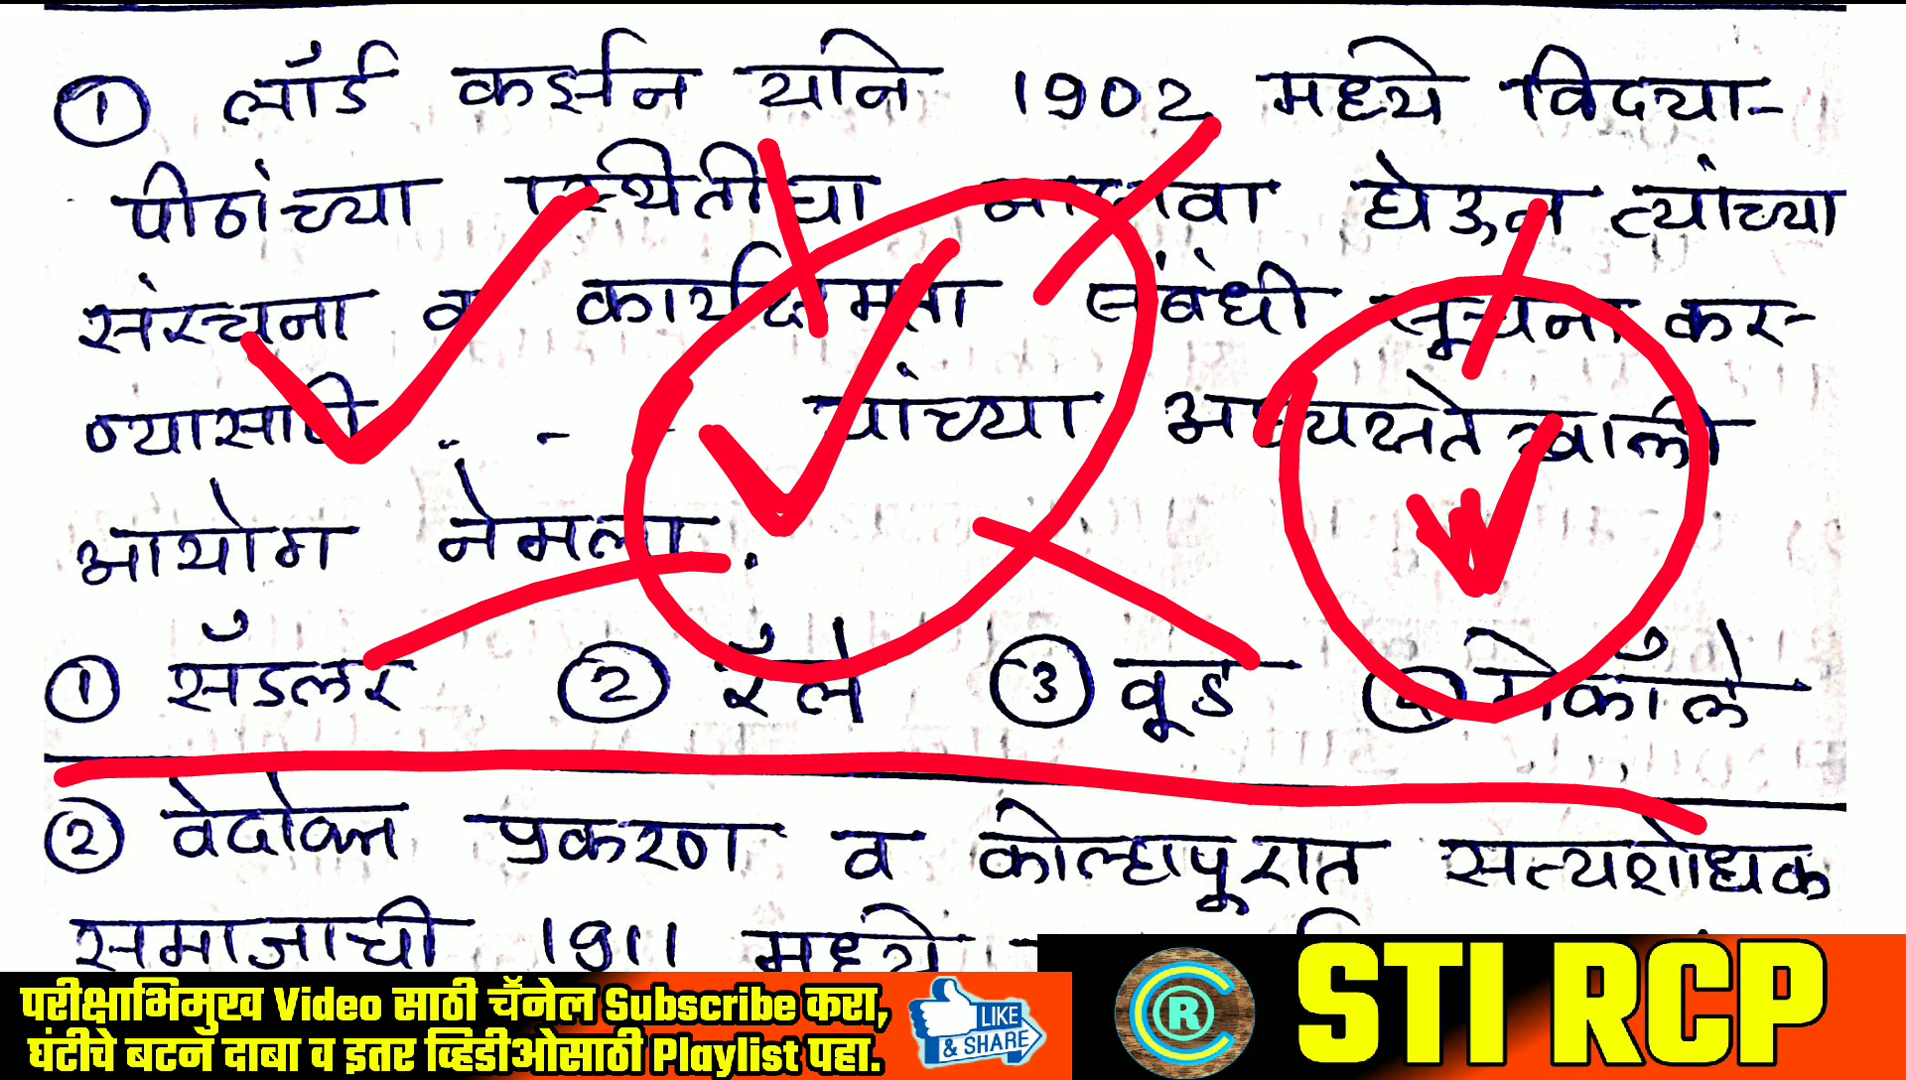 ① लॉर्ड कर्झन याने 1902 मध्ये विद्या-
पीठांच्या स्थितीचा घेऊन त्यांच्या
संरचना व कार्यक्षमता संबंधी सूचना कर-
ण्यासाठी .. - - यांच्या अध्यक्षतेखाली
आयोग नेमला.
① सॅडलर ② रॅले ③ वूड ④ मेकॉले
② वेदोक्त प्रकरण व कोल्हापूरात सत्यशोधक
समाजाची 1911 मध्ये
STI RCP
परीक्षाभिमुख Video साठी चॅनेल Subscribe करा,
घंटीचे बटन दाबा व इतर व्हिडीओसाठी Playlist पहा.
LIKE
& SHARE
R